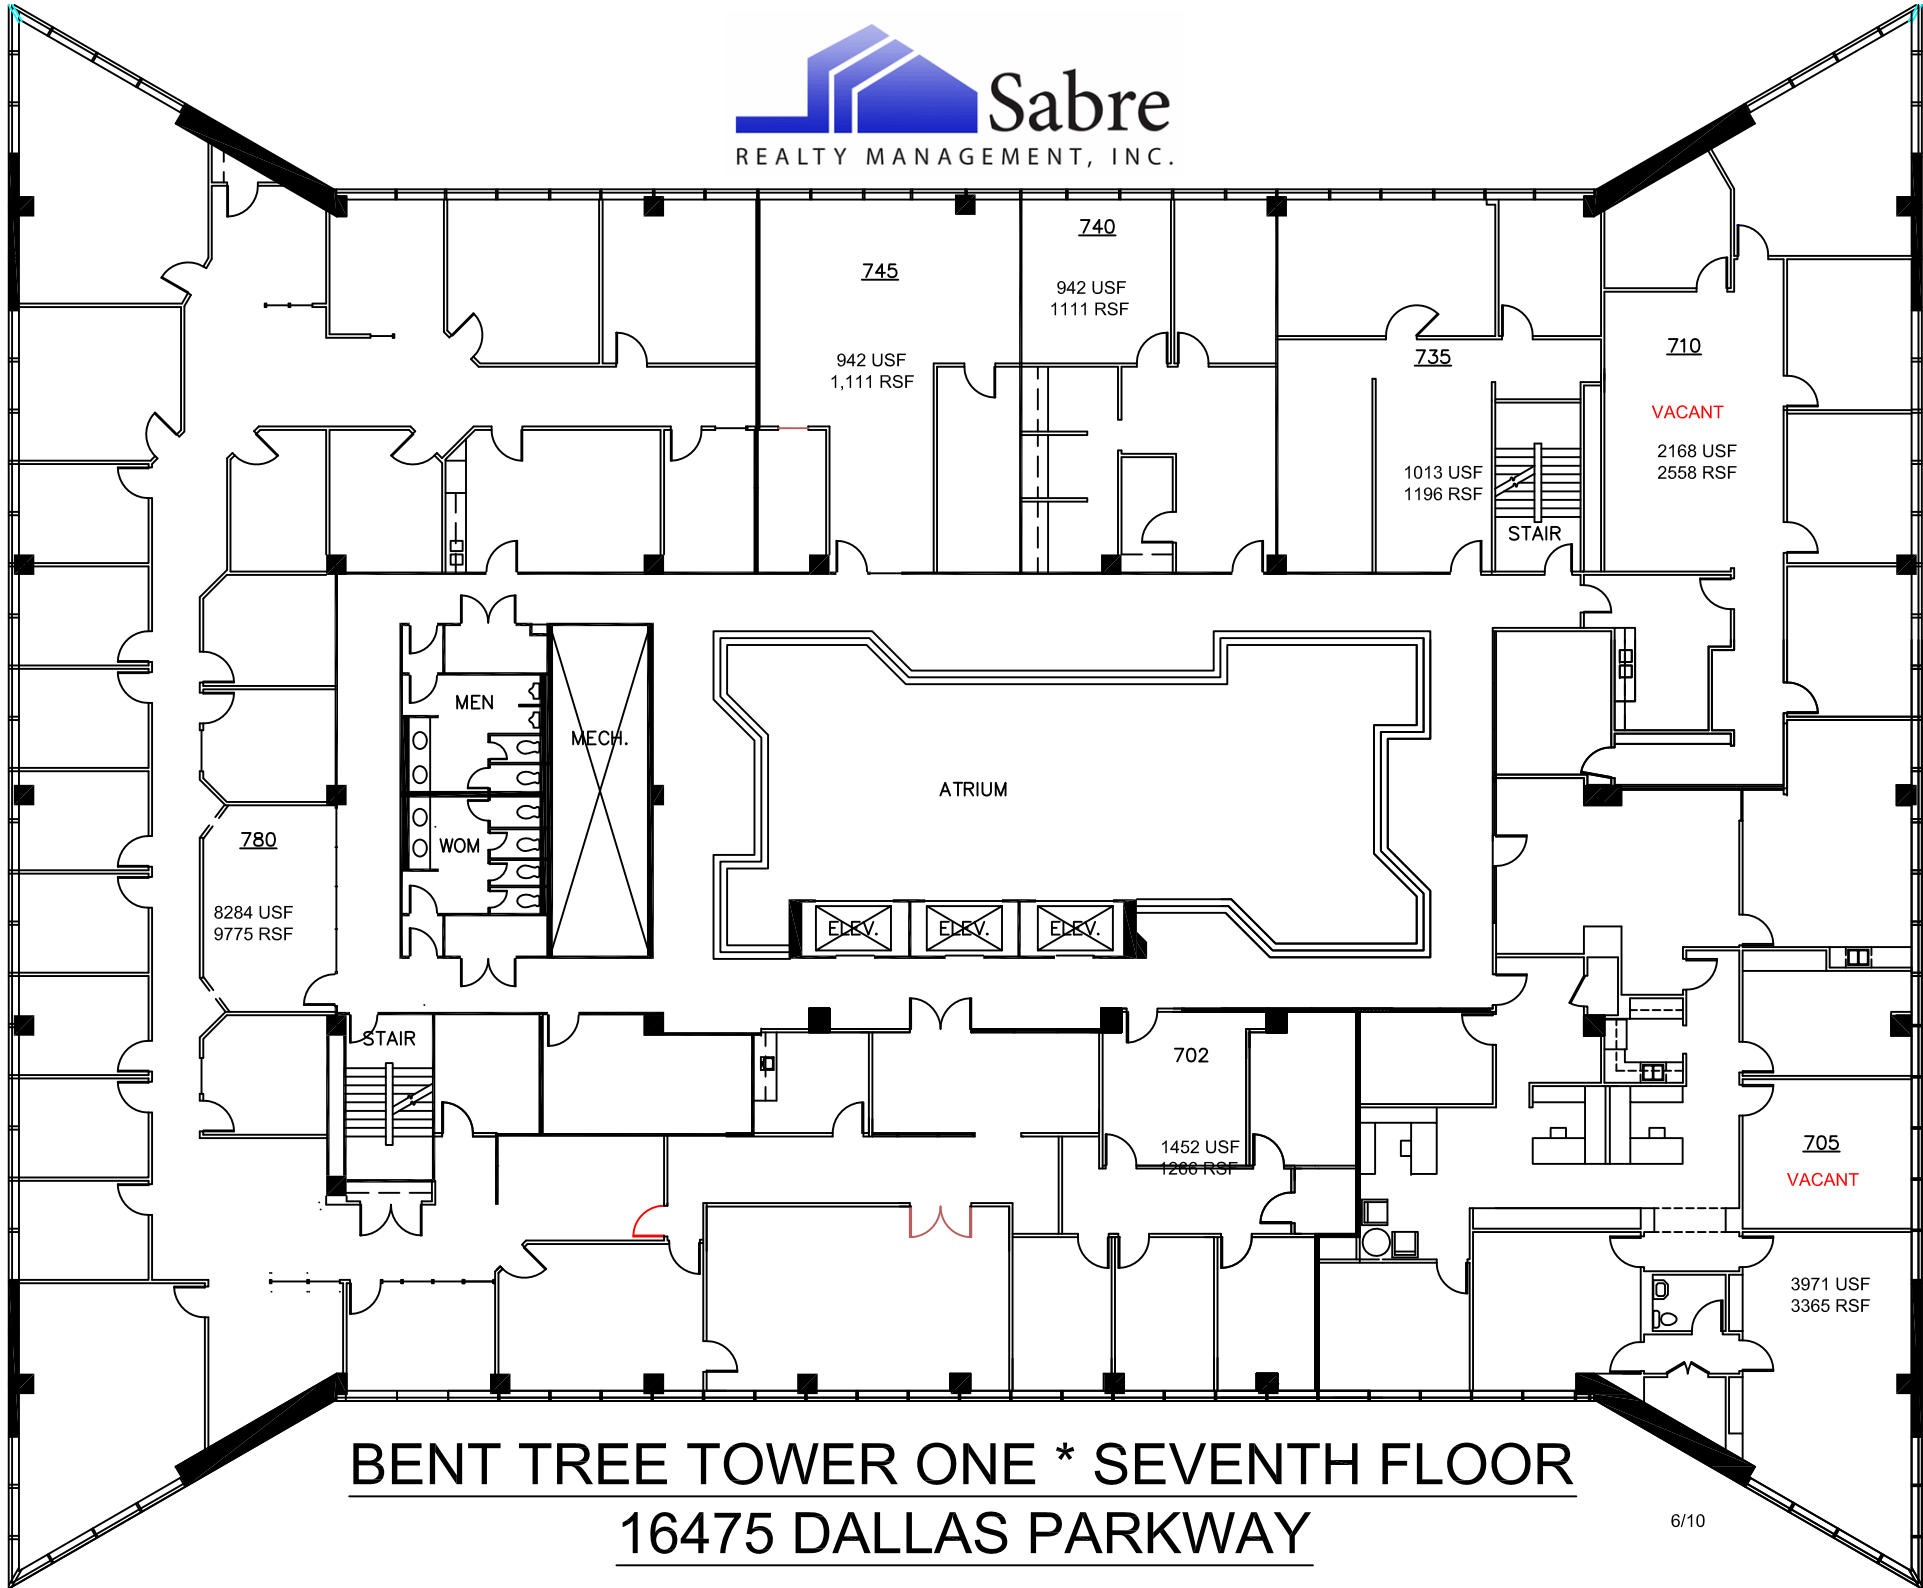 Sabre
REALTY MANAGEMENT, INC.
740
745
942 USF
1111 RSF
735
710
942 USF
1,111 RSF
VACANT
2168 USF
2558 RSF
1013 USF
1196 RSF
STAIR
MEN
MECH.
ATRIUM
780
WOM
8284 USF
9775 RSF
ELEV.
ELEV.
ELEV.
STAIR
702
1452 USF
1266 RSF
705
VACANT
3971 USF
3365 RSF
BENT TREE TOWER ONE * SEVENTH FLOOR
16475 DALLAS PARKWAY
6/10